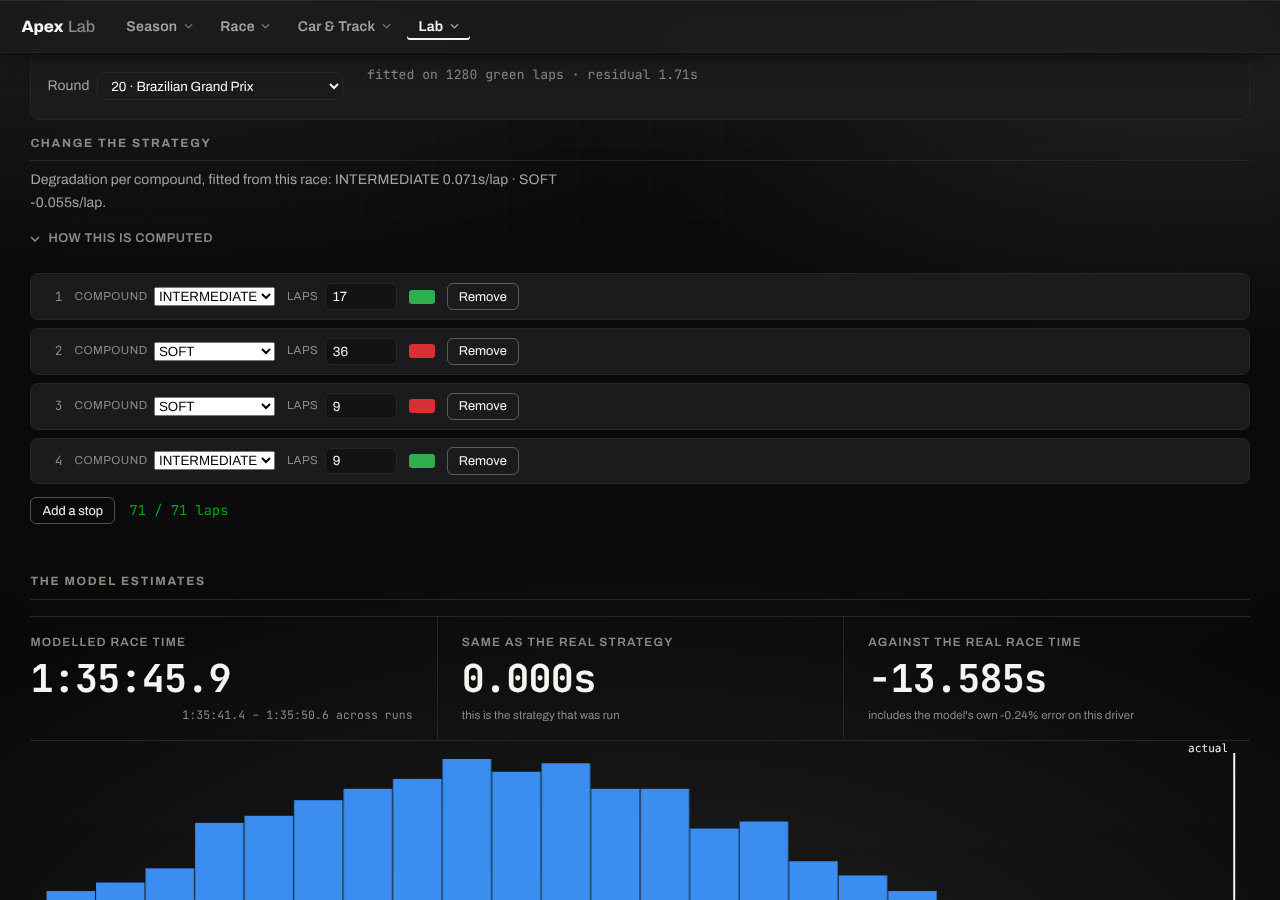 Apex Lab Season Race Car & Track Lab
Round 20 · Brazilian Grand Prix fitted on 1280 green laps · residual 1.71s
CHANGE THE STRATEGY
Degradation per compound, fitted from this race: INTERMEDIATE 0.071s/lap · SOFT
-0.055s/lap.
HOW THIS IS COMPUTED
1 COMPOUND INTERMEDIATE LAPS 17 Remove
2 COMPOUND SOFT LAPS 36 Remove
3 COMPOUND SOFT LAPS 9 Remove
4 COMPOUND INTERMEDIATE LAPS 9 Remove
Add a stop 71 / 71 laps
THE MODEL ESTIMATES
MODELLED RACE TIME
1:35:45.9
1:35:41.4 – 1:35:50.6 across runs
SAME AS THE REAL STRATEGY
0.000s
this is the strategy that was run
AGAINST THE REAL RACE TIME
-13.585s
includes the model's own -0.24% error on this driver
actual